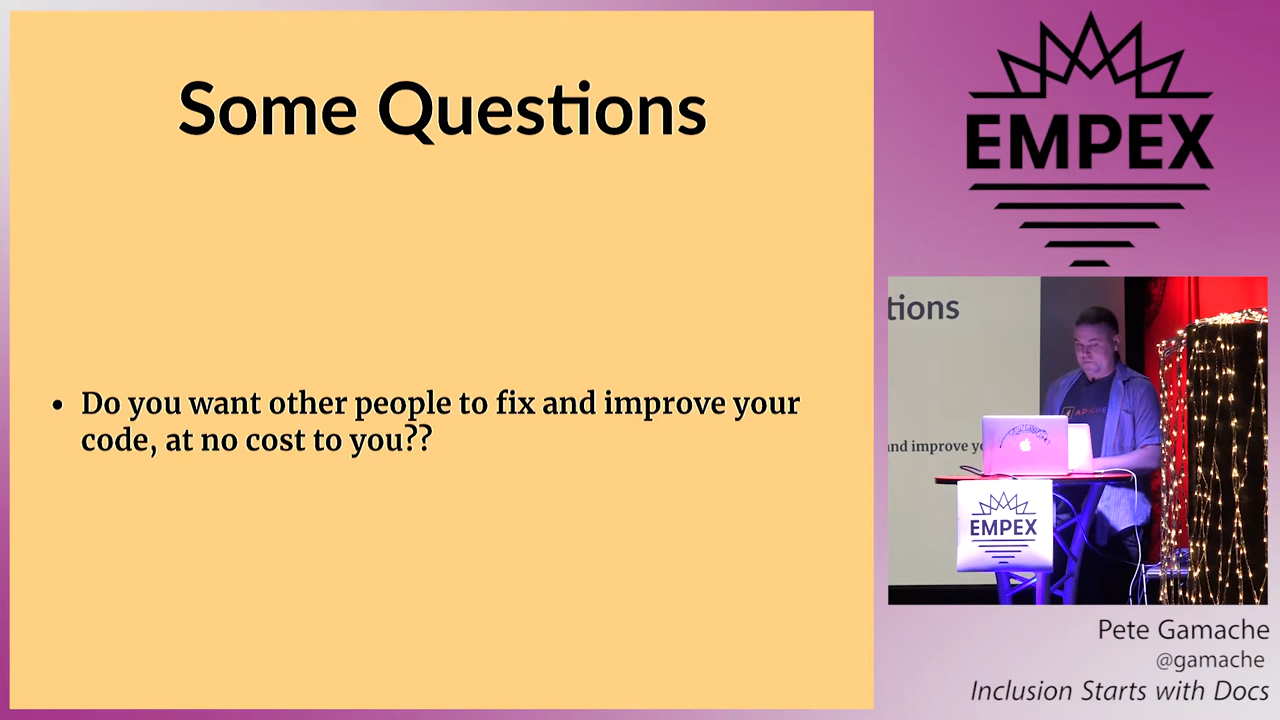 Some Questions
• Do you want other people to fix and improve your
code, at no cost to you??
EMPEX
tions
and improve yo
EMPEX
Pete Gamache
@gamache
Inclusion Starts with Docs